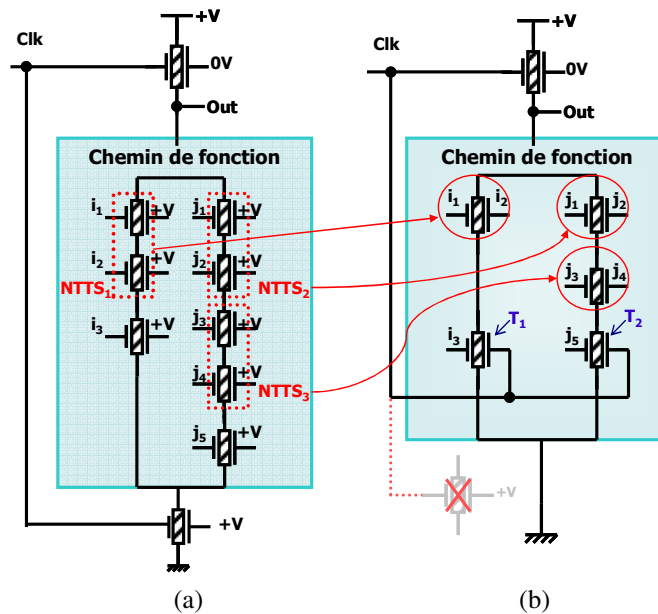 +V
Clk
0V
Out
Chemin de fonction
i1 +V
j1 +V
i2 +V
j2 +V
NTTS1
NTTS2
i3 +V
j3 +V
j4 +V
NTTS3
j5 +V
+V
(a)
+V
Clk
0V
Out
Chemin de fonction
i1 i2
j1 j2
j3 j4
T1
T2
i3
j5
+V
(b)